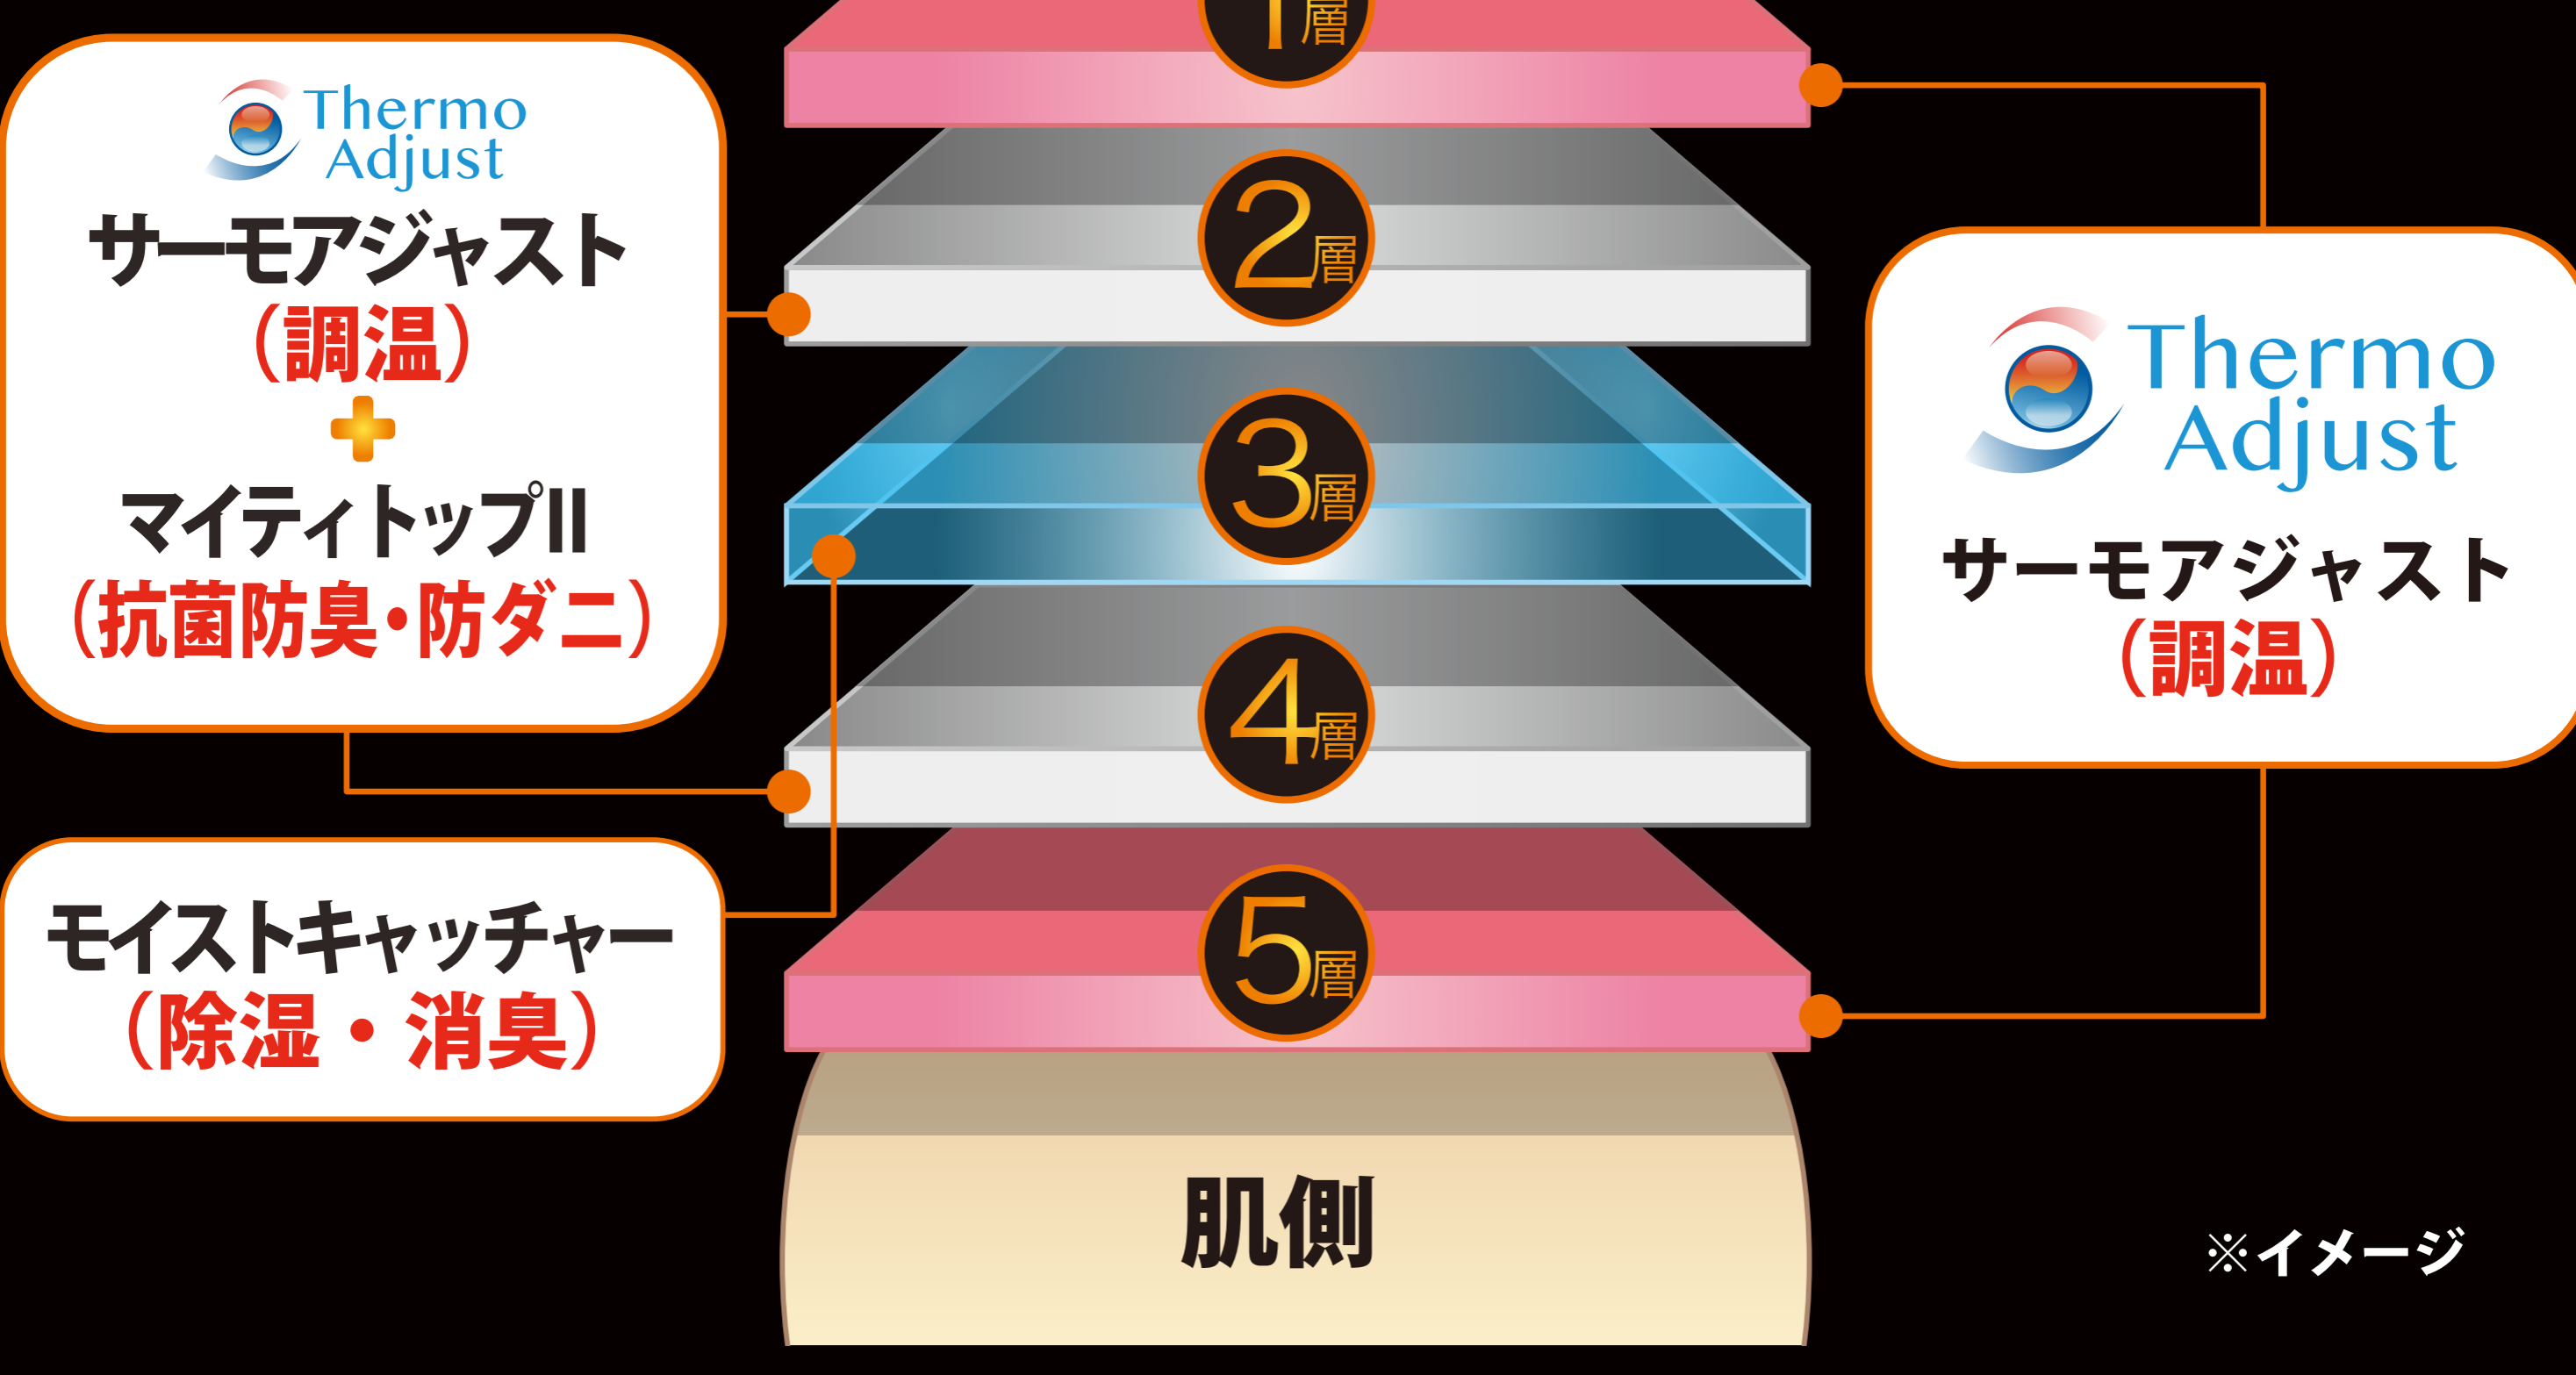 1層
Thermo
Adjust
サーモアジャスト
（調温）
マイティトップII
（抗菌防臭・防ダニ）
モイストキャッチャー
（除湿・消臭）
2層
3層
4層
5層
肌側
Thermo
Adjust
サーモアジャスト
（調温）
※イメージ